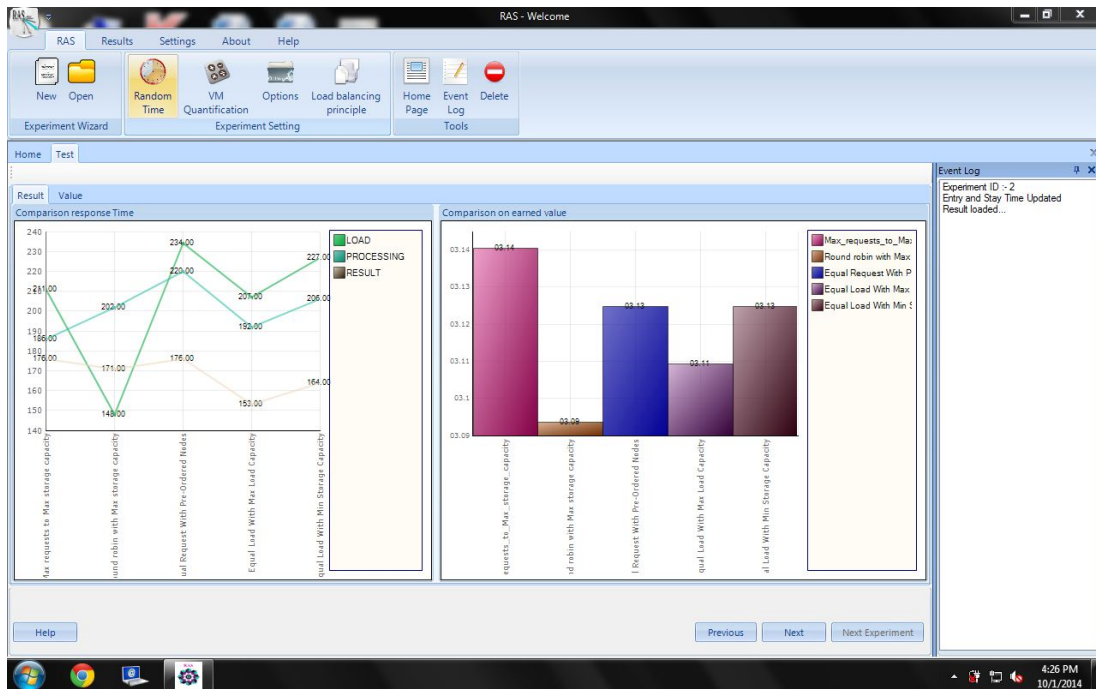 RAS
RAS - Welcome
RAS Results Settings About Help
New Open
Random Time
VM Quantification
Options
Load balancing principle
Home Page
Event Log
Delete
Experiment Wizard
Experiment Setting
Tools
Home Test
Event Log
Experiment ID :- 2
Entry and Stay Time Updated
Result loaded...
Result Value
Comparison response Time
240
230
220
200
190
180
170
160
150
140
211.00
186.00
176.00
202.00
171.00
148.00
234.00
220.00
176.00
207.00
192.00
153.00
227.00
206.00
164.00
LOAD
PROCESSING
RESULT
Max requests to Max storage capacity
ound robin with Max storage capacity
ual Request With Pre-Ordered Nodes
Equal Load With Max Load Capacity
qual Load With Min Storage Capacity
Comparison on earned value
03.14
03.13
03.12
03.11
03.1
03.09
03.14
03.09
03.13
03.11
03.13
Max_requests_to_Ma
Round robin with Max
Equal Request With P
Equal Load With Max
Equal Load With Min S
equests_to_Max_storage_capacity
d robin with Max storage capacity
l Request With Pre-Ordered Nodes
qual Load With Max Load Capacity
al Load With Min Storage Capacity
Help
Previous Next Next Experiment
4:26 PM
10/1/2014